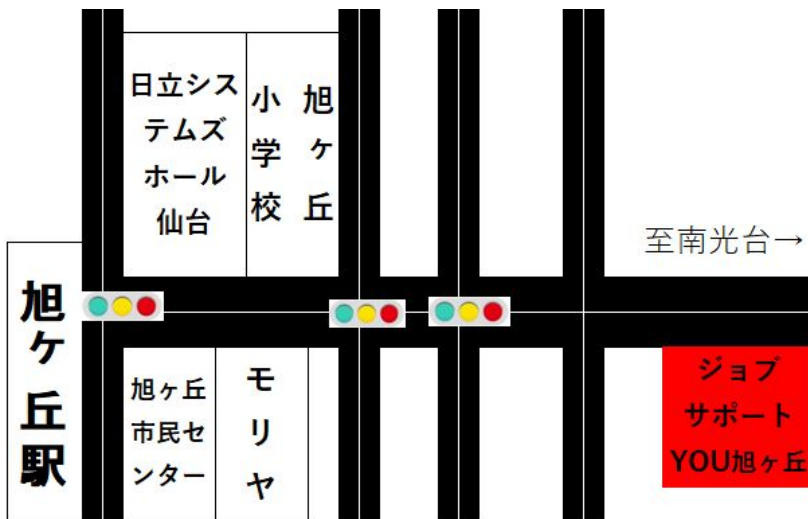 日立シス
テムズ
ホール
仙台
旭ヶ丘
小学校
至南光台→
旭ヶ丘駅
旭ヶ丘
市民セ
ンター
モリヤ
ジョブ
サポート
YOU旭ヶ丘